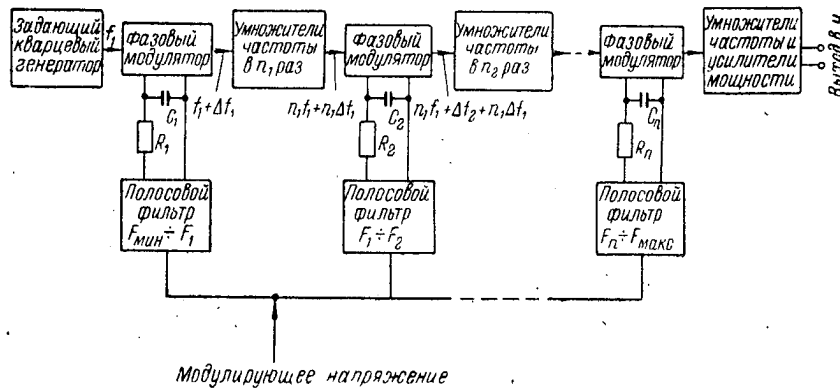 Задающий
кварцевый
генератор
f₁
Фазовый
модулятор
Умножители
частоты
в n₁ раз
Фазовый
модулятор
Умножители
частоты
в n₂ раз
Фазовый
модулятор
Умножители
частоты и
усилители
мощности
Выход в ч
f₁+Δf₁
n₁f₁+n₁Δf₁
n₁f₁+Δf₂+n₁Δf₁
C₁
R₁
C₂
R₂
Cₙ
Rₙ
Полосовой
фильтр
Fмин÷F₁
Полосовой
фильтр
F₁÷F₂
Полосовой
фильтр
Fₙ÷Fмакс
Модулирующее напряжение